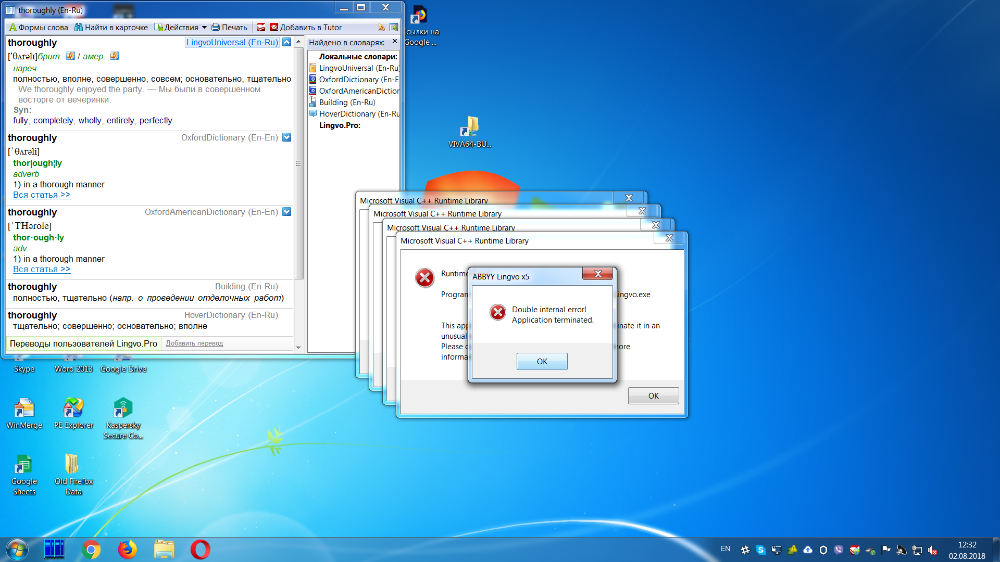 thoroughly (En-Ru)
Формы слова Найти в карточке Действия Печать Добавить в Tutor
thoroughly LingvoUniversal (En-Ru)
['θʌrəlɪ]брит. / амер.
нареч.
полностью, вполне, совершенно, совсем; основательно, тщательно
We thoroughly enjoyed the party. — Мы были в совершенном
восторге от вечеринки.
Syn:
fully, completely, wholly, entirely, perfectly
thoroughly OxfordDictionary (En-En)
[ˈθʌrəli]
thor|ough¦ly
adverb
1) in a thorough manner
Вся статья >>
thoroughly OxfordAmericanDictionary (En-En)
[ˈTHərōlē]
thor·ough·ly
adv.
1) in a thorough manner
Вся статья >>
thoroughly Building (En-Ru)
полностью, тщательно (напр. о проведении отделочных работ)
thoroughly HoverDictionary (En-Ru)
тщательно; совершенно; основательно; вполне
Переводы пользователей Lingvo.Pro Добавить перевод
Найдено в словарях:
Локальные словари:
LingvoUniversal (En-Ru)
OxfordDictionary (En-E
OxfordAmericanDiction
Building (En-Ru)
HoverDictionary (En-Ru
Lingvo.Pro:
Ссылки на
Google ...
VIVA64-BU...
Microsoft Visual C++ Runtime Library
Microsoft Visual C++ Runtime Library
Microsoft Visual C++ Runtime Library
Microsoft Visual C++ Runtime Library
Runtime
Program ingvo.exe
This app inate it in an
unusual
Please c ore
informa
OK
ABBYY Lingvo x5
Double internal error!
Application terminated.
OK
Skype
Word 2013
Google Drive
WinMerge
PE Explorer
Kaspersky
Secure Co...
Google
Sheets
Old Firefox
Data
EN
12:32
02.08.2018